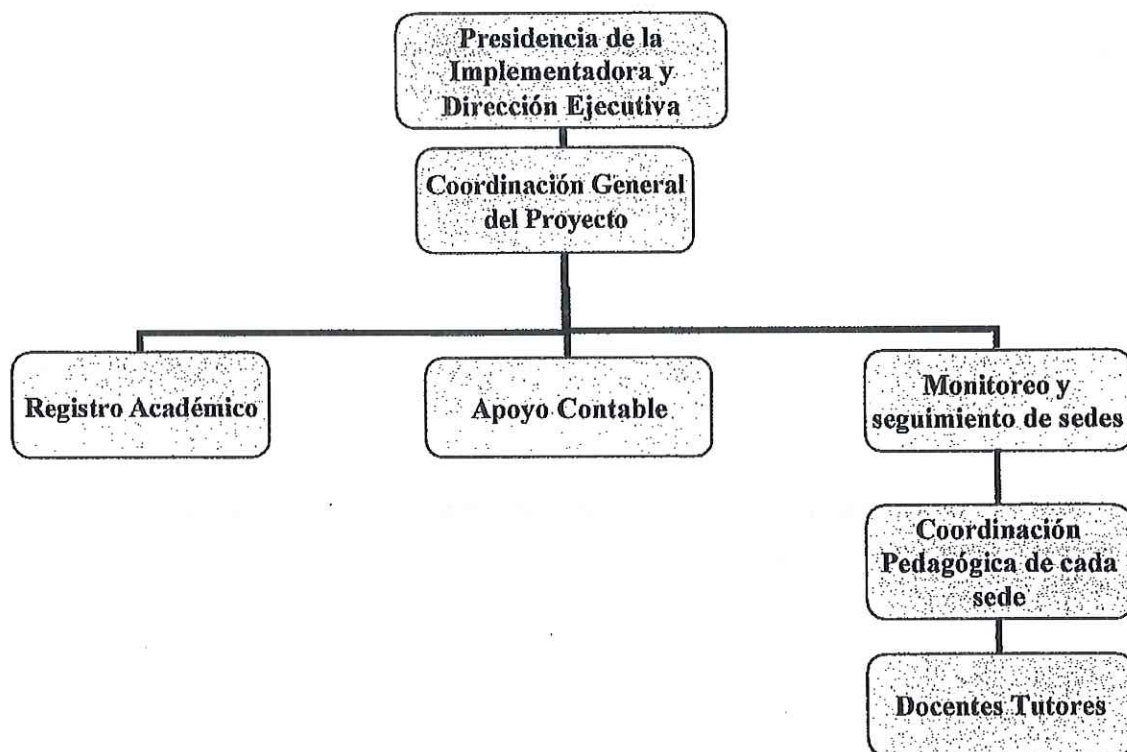 Presidencia de la
Implementadora y
Dirección Ejecutiva
Coordinación General
del Proyecto
Registro Académico
Apoyo Contable
Monitoreo y
seguimiento de sedes
Coordinación
Pedagógica de cada
sede
Docentes Tutores